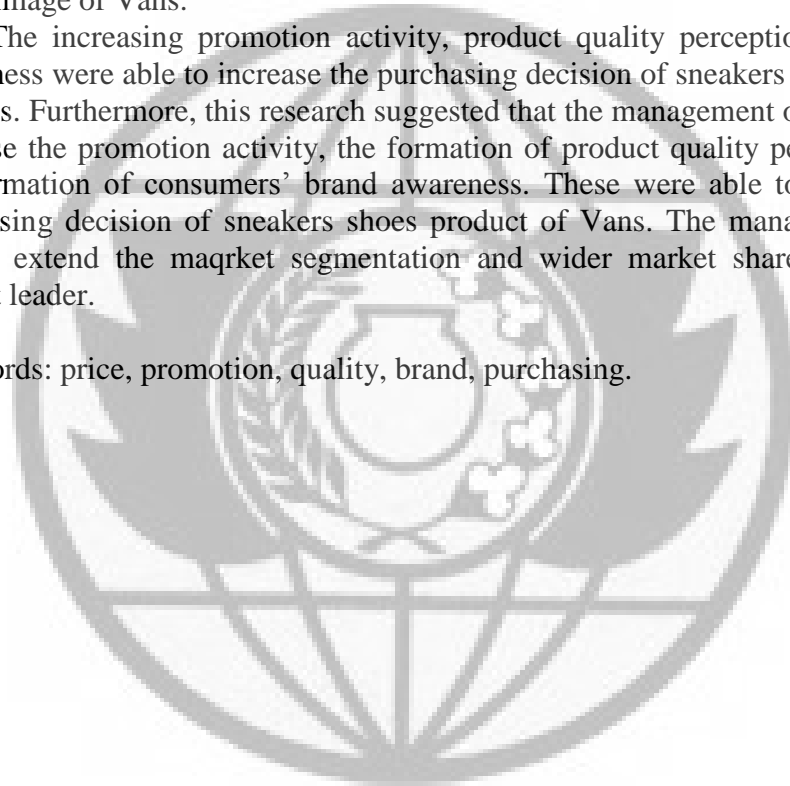 image of Vans.
The increasing promotion activity, product quality perceptio
ness were able to increase the purchasing decision of sneakers
s. Furthermore, this research suggested that the management o
se the promotion activity, the formation of product quality pe
rmation of consumers' brand awareness. These were able to
sing decision of sneakers shoes product of Vans. The mana
extend the maqrket segmentation and wider market share
t leader.
ords: price, promotion, quality, brand, purchasing.